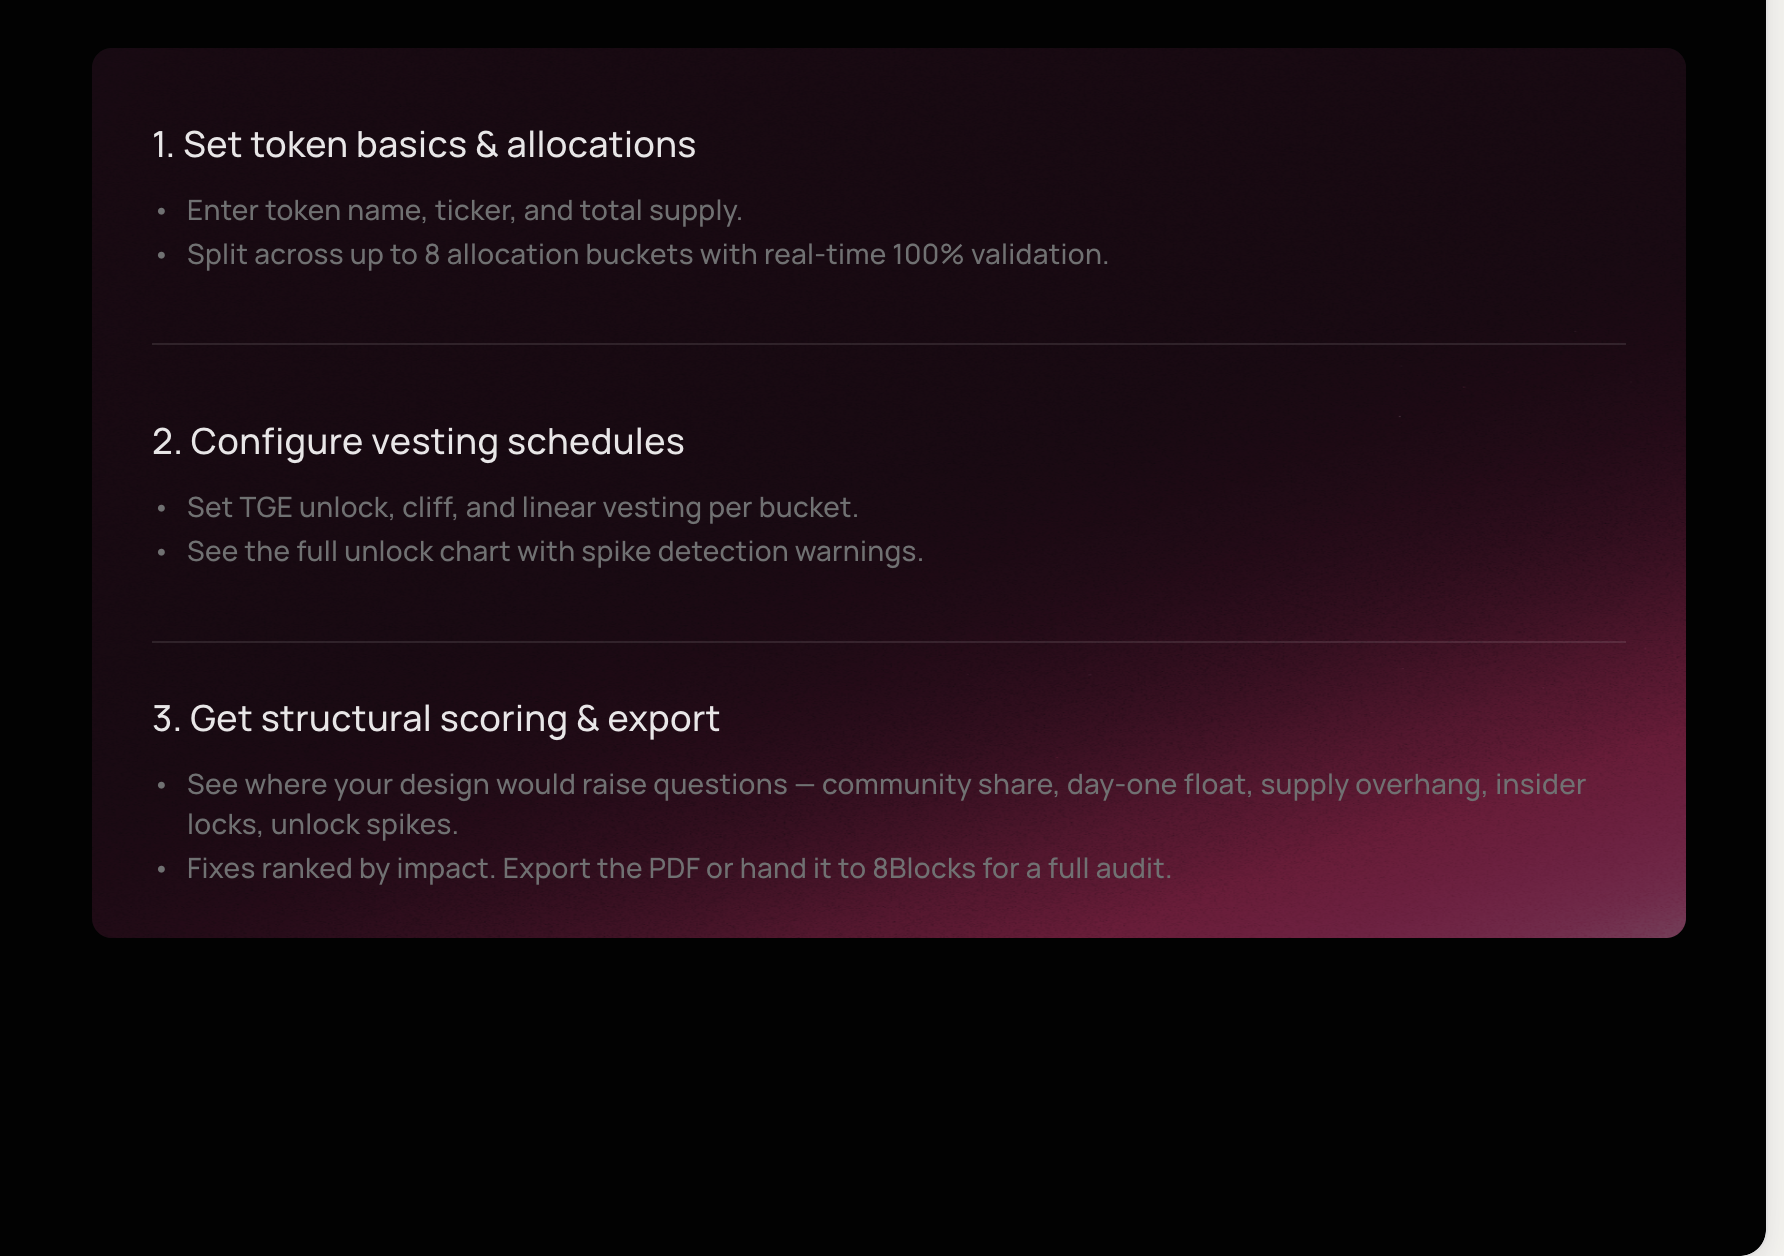 1. Set token basics & allocations
• Enter token name, ticker, and total supply.
• Split across up to 8 allocation buckets with real-time 100% validation.
2. Configure vesting schedules
• Set TGE unlock, cliff, and linear vesting per bucket.
• See the full unlock chart with spike detection warnings.
3. Get structural scoring & export
• See where your design would raise questions — community share, day-one float, supply overhang, insider
locks, unlock spikes.
• Fixes ranked by impact. Export the PDF or hand it to 8Blocks for a full audit.